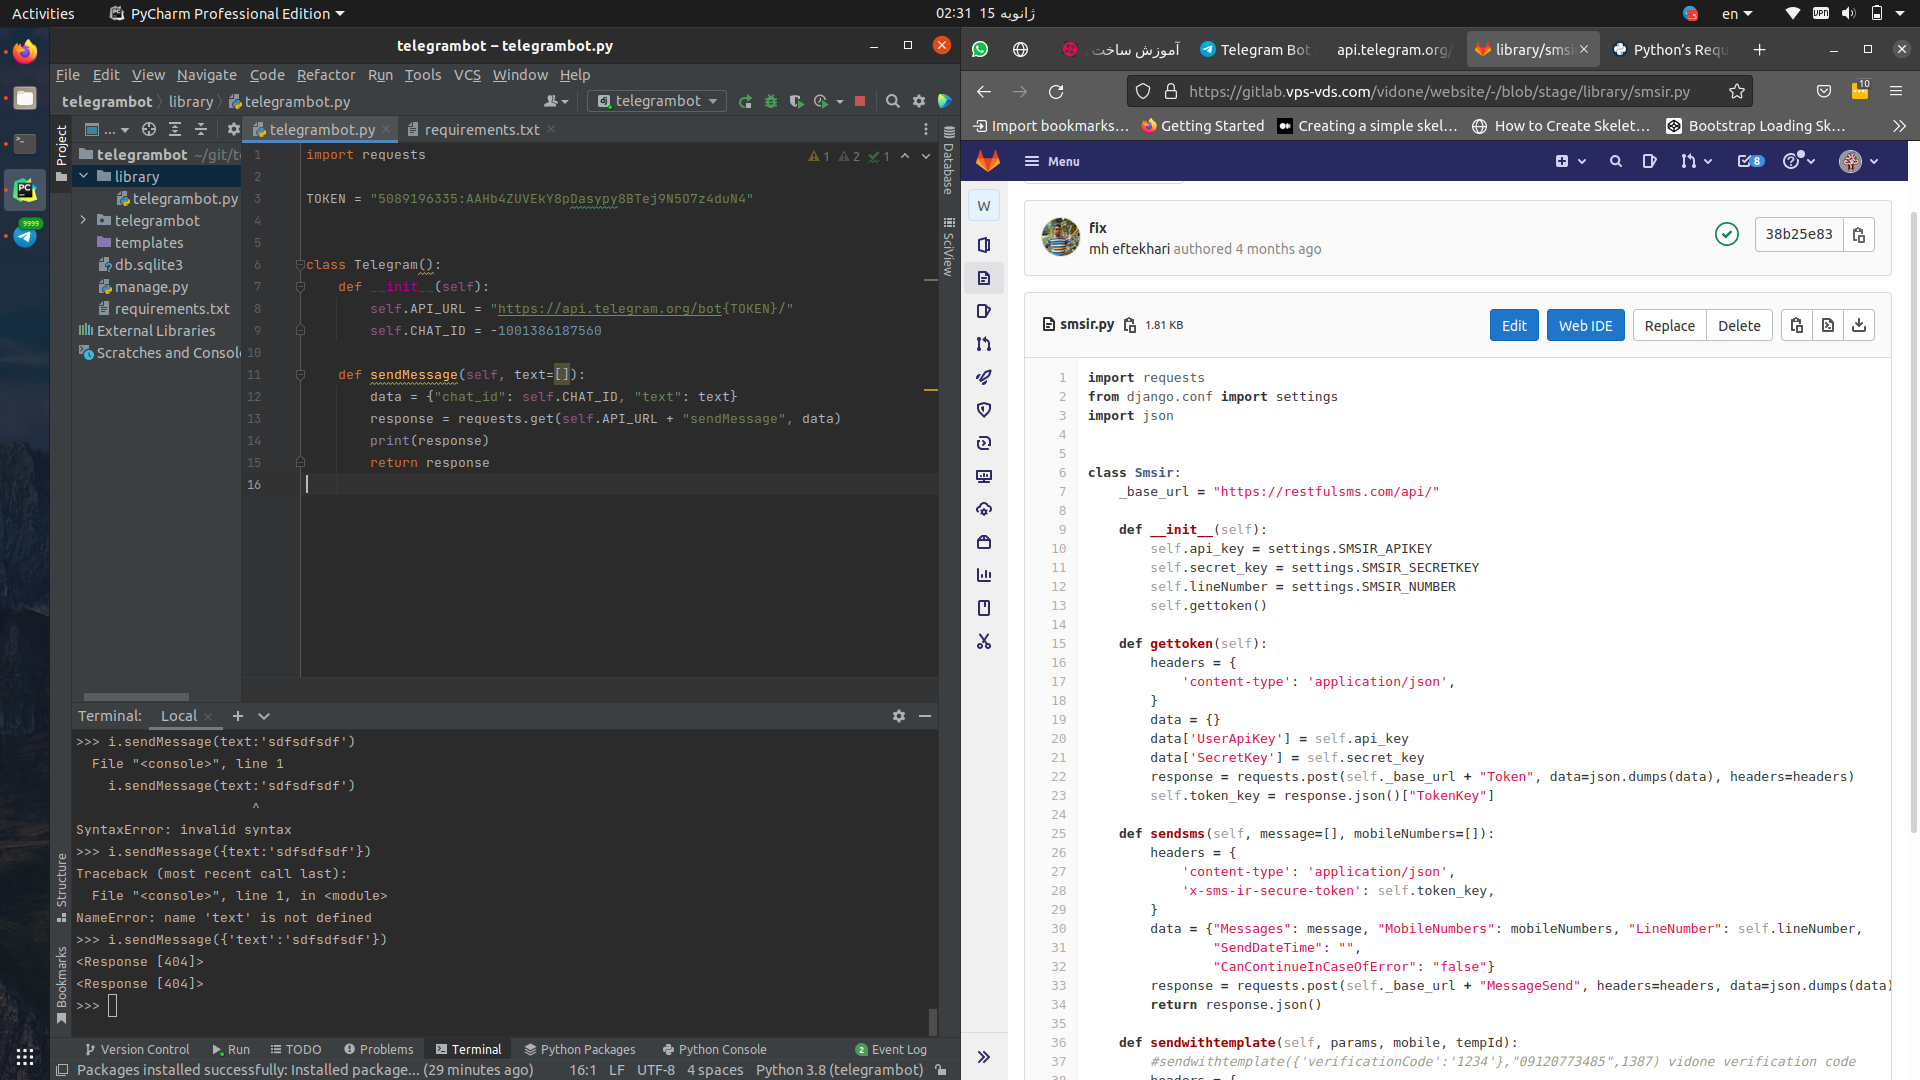 Activities
PyCharm Professional Edition
02:31 ژانویه 15
en
telegrambot – telegrambot.py
File Edit View Navigate Code Refactor Run Tools VCS Window Help
telegrambot library telegrambot.py
telegrambot
Project
...
telegrambot.py
requirements.txt
telegrambot ~/git/t
library
telegrambot.py
telegrambot
templates
db.sqlite3
manage.py
requirements.txt
External Libraries
Scratches and Consol
Database
SciView
1 2 1
1 import requests
2
3 TOKEN = "5089196335:AAHb4ZUVEkY8pDasypy8BTej9N5O7z4duN4"
4
5
6 class Telegram():
7 def __init__(self):
8 self.API_URL = "https://api.telegram.org/bot{TOKEN}/"
9 self.CHAT_ID = -1001386187560
10
11 def sendMessage(self, text=[]):
12 data = {"chat_id": self.CHAT_ID, "text": text}
13 response = requests.get(self.API_URL + "sendMessage", data)
14 print(response)
15 return response
16
Terminal: Local
>>> i.sendMessage(text:'sdfsdfsdf')
File "<console>", line 1
i.sendMessage(text:'sdfsdfsdf')
^
SyntaxError: invalid syntax
>>> i.sendMessage({text:'sdfsdfsdf'})
Traceback (most recent call last):
File "<console>", line 1, in <module>
NameError: name 'text' is not defined
>>> i.sendMessage({'text':'sdfsdfsdf'})
<Response [404]>
<Response [404]>
>>>
Structure
Bookmarks
Version Control Run TODO Problems Terminal Python Packages Python Console 2 Event Log
Packages installed successfully: Installed package... (29 minutes ago) 16:1 LF UTF-8 4 spaces Python 3.8 (telegrambot)
9999
آموزش ساخت
Telegram Bot
api.telegram.org/
library/smsi
Python's Requ
https://gitlab.vps-vds.com/vidone/website/-/blob/stage/library/smsir.py
10
Import bookmarks...
Getting Started
Creating a simple skel...
How to Create Skelet...
Bootstrap Loading Sk...
Menu
8
W
fix
mh eftekhari authored 4 months ago
38b25e83
smsir.py 1.81 KB
Edit Web IDE Replace Delete
1 import requests
2 from django.conf import settings
3 import json
4
5
6 class Smsir:
7 _base_url = "https://restfulsms.com/api/"
8
9 def __init__(self):
10 self.api_key = settings.SMSIR_APIKEY
11 self.secret_key = settings.SMSIR_SECRETKEY
12 self.lineNumber = settings.SMSIR_NUMBER
13 self.gettoken()
14
15 def gettoken(self):
16 headers = {
17 'content-type': 'application/json',
18 }
19 data = {}
20 data['UserApiKey'] = self.api_key
21 data['SecretKey'] = self.secret_key
22 response = requests.post(self._base_url + "Token", data=json.dumps(data), headers=headers)
23 self.token_key = response.json()["TokenKey"]
24
25 def sendsms(self, message=[], mobileNumbers=[]):
26 headers = {
27 'content-type': 'application/json',
28 'x-sms-ir-secure-token': self.token_key,
29 }
30 data = {"Messages": message, "MobileNumbers": mobileNumbers, "LineNumber": self.lineNumber,
31 "SendDateTime": "",
32 "CanContinueInCaseOfError": "false"}
33 response = requests.post(self._base_url + "MessageSend", headers=headers, data=json.dumps(data)
34 return response.json()
35
36 def sendwithtemplate(self, params, mobile, tempId):
37 #sendwithtemplate({'verificationCode':'1234'},"09120773485",1387) vidone verification code
38 headers = {